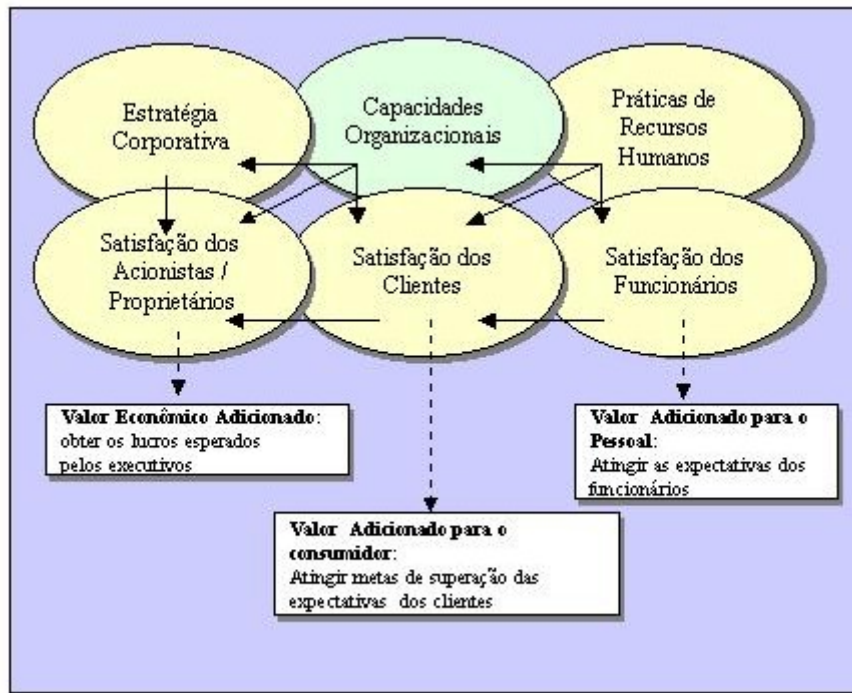 Estratégia
Corporativa
Capacidades
Organizacionais
Práticas de
Recursos
Humanos
Satisfação dos
Acionistas /
Proprietários
Satisfação dos
Clientes
Satisfação dos
Funcionários
Valor Econômico Adicionado:
obter os lucros esperados
pelos executivos
Valor Adicionado para o
Pessoal:
Atingir as expectativas dos
funcionários
Valor Adicionado para o
consumidor:
Atingir metas de superação das
expectativas dos clientes